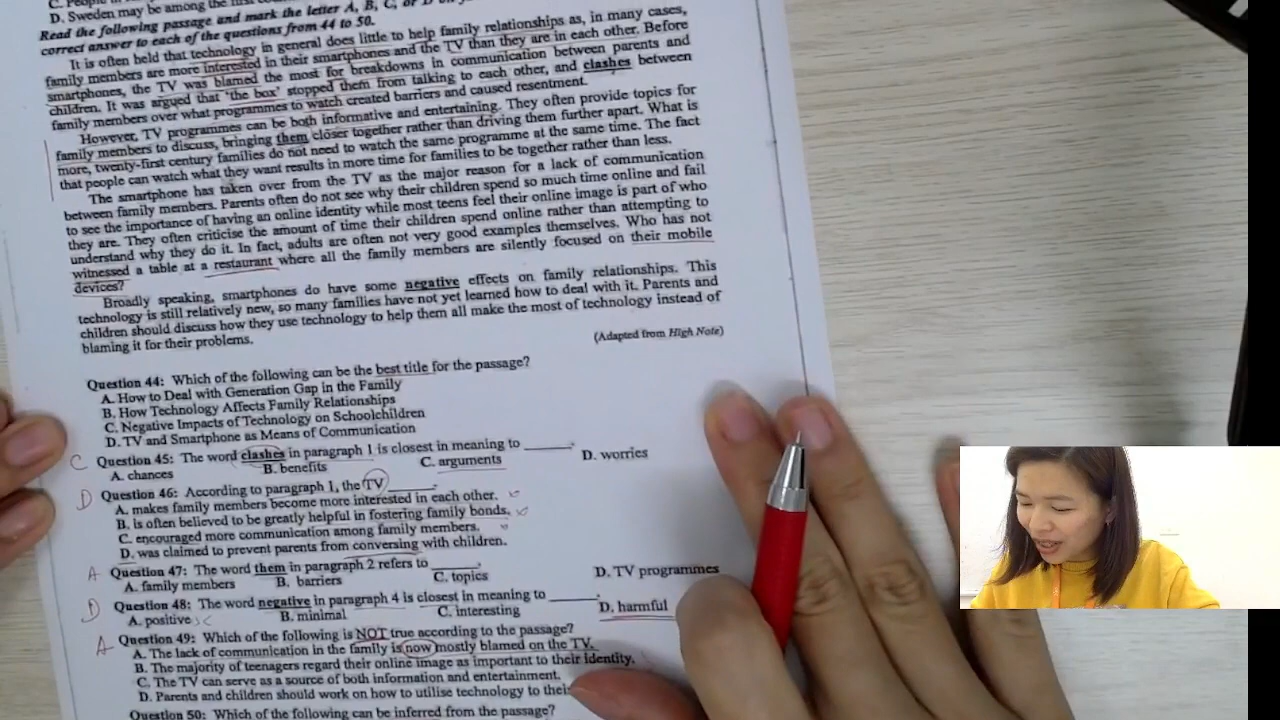 C. People in
D. Sweden may be among the first
Read the following passage and mark the letter A, B, C, or D on
correct answer to each of the questions from 44 to 50.
It is often held that technology in general does little to help family relationships as, in many cases,
family members are more interested in their smartphones and the TV than they are in each other. Before
smartphones, the TV was blamed the most for breakdowns in communication between parents and
children. It was argued that 'the box' stopped them from talking to each other, and clashes between
family members over what programmes to watch created barriers and caused resentment.
However, TV programmes can be both informative and entertaining. They often provide topics for
family members to discuss, bringing them closer together rather than driving them further apart. What is
more, twenty-first century families do not need to watch the same programme at the same time. The fact
that people can watch what they want results in more time for families to be together rather than less.
The smartphone has taken over from the TV as the major reason for a lack of communication
between family members. Parents often do not see why their children spend so much time online and fail
to see the importance of having an online identity while most teens feel their online image is part of who
they are. They often criticise the amount of time their children spend online rather than attempting to
understand why they do it. In fact, adults are often not very good examples themselves. Who has not
witnessed a table at a restaurant where all the family members are silently focused on their mobile
devices?
Broadly speaking, smartphones do have some negative effects on family relationships. This
technology is still relatively new, so many families have not yet learned how to deal with it. Parents and
children should discuss how they use technology to help them all make the most of technology instead of
blaming it for their problems.
(Adapted from High Note)
Question 44: Which of the following can be the best title for the passage?
A. How to Deal with Generation Gap in the Family
B. How Technology Affects Family Relationships
C. Negative Impacts of Technology on Schoolchildren
D. TV and Smartphone as Means of Communication
C Question 45: The word clashes in paragraph 1 is closest in meaning to ______.
A. chances B. benefits C. arguments D. worries
D Question 46: According to paragraph 1, the TV ______.
A. makes family members become more interested in each other.
B. is often believed to be greatly helpful in fostering family bonds.
C. encouraged more communication among family members.
D. was claimed to prevent parents from conversing with children.
A Question 47: The word them in paragraph 2 refers to ______.
A. family members B. barriers C. topics D. TV programmes
D Question 48: The word negative in paragraph 4 is closest in meaning to ______.
A. positive B. minimal C. interesting D. harmful
A Question 49: Which of the following is NOT true according to the passage?
A. The lack of communication in the family is now mostly blamed on the TV.
B. The majority of teenagers regard their online image as important to their identity.
C. The TV can serve as a source of both information and entertainment.
D. Parents and children should work on how to utilise technology to their
Question 50: Which of the following can be inferred from the passage?